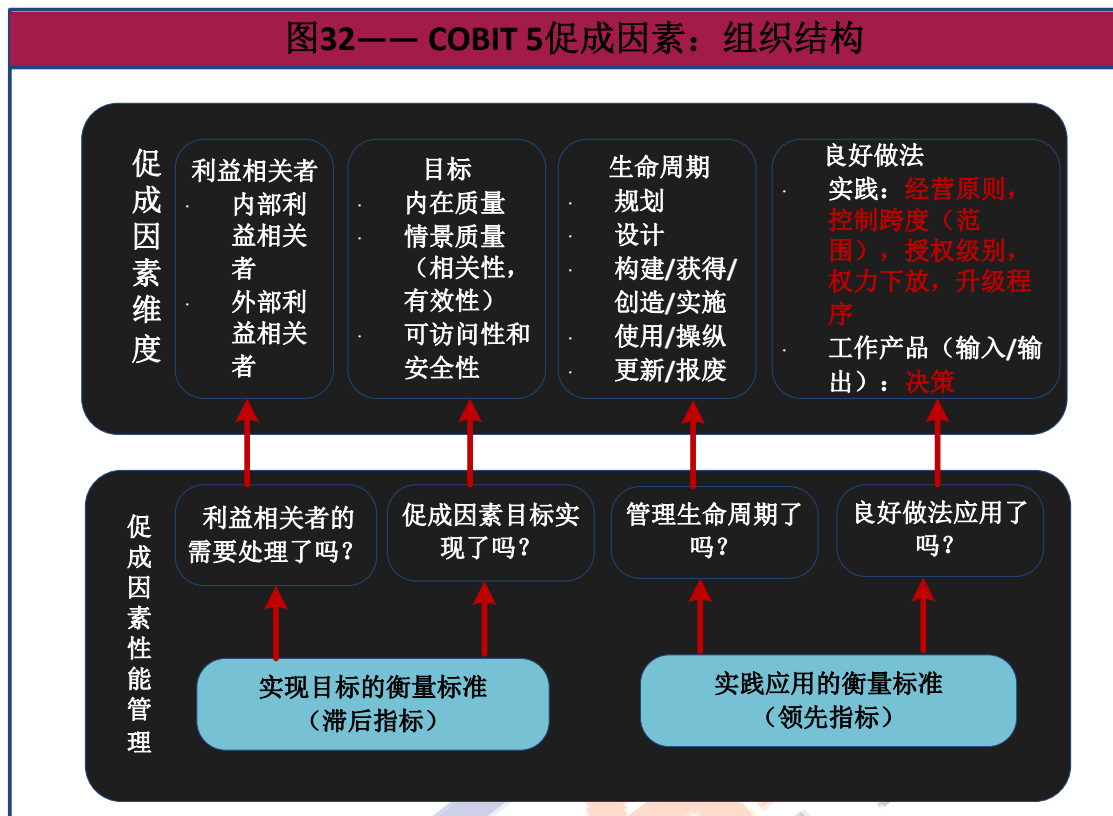 图32—— COBIT 5促成因素：组织结构
促
成
因
素
维
度
利益相关者
· 内部利
益相关
者
· 外部利
益相关
者
目标
· 内在质量
· 情景质量
（相关性，
有效性）
· 可访问性和
安全性
生命周期
· 规划
· 设计
· 构建/获得/
创造/实施
· 使用/操纵
· 更新/报废
良好做法
· 实践：经营原则，
控制跨度（范
围），授权级别，
权力下放，升级程
序
· 工作产品（输入/输
出）：决策
促
成
因
素
性
能
管
理
利益相关者的
需要处理了吗？
促成因素目标实
现了吗？
管理生命周期了
吗？
良好做法应用了
吗？
实现目标的衡量标准
（滞后指标）
实践应用的衡量标准
（领先指标）